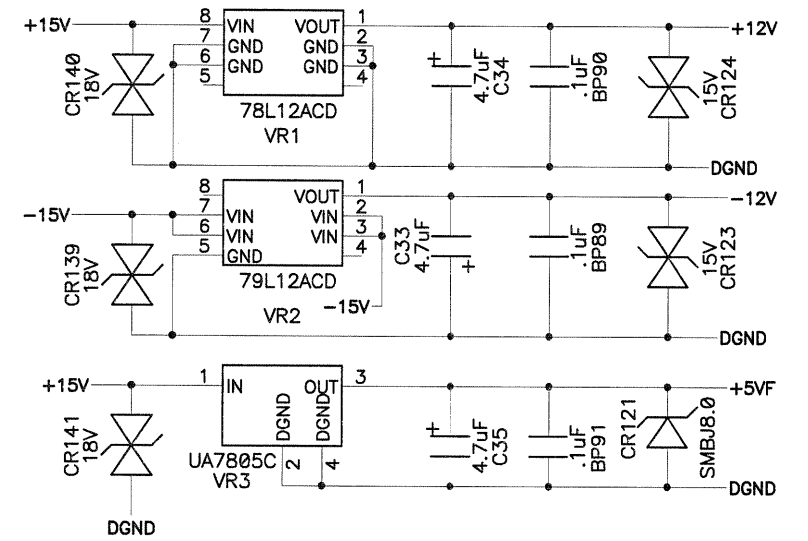 +15V
8
7
6
5
VIN
GND
GND
VOUT
GND
GND
1
2
3
4
78L12ACD
VR1
CR140
18V
+
4.7uF
C34
.1uF
BP90
15V
CR124
+12V
DGND
-15V
8
7
6
5
VIN
VIN
GND
VOUT
VIN
VIN
1
2
3
4
79L12ACD
VR2
-15V
CR139
18V
C33
4.7uF
+
.1uF
BP89
15V
CR123
-12V
DGND
+15V
1
IN
OUT
3
DGND
DGND
2
4
UA7805C
VR3
CR141
18V
DGND
+
4.7uF
C35
.1uF
BP91
CR121
SMBJ8.0
+5VF
DGND